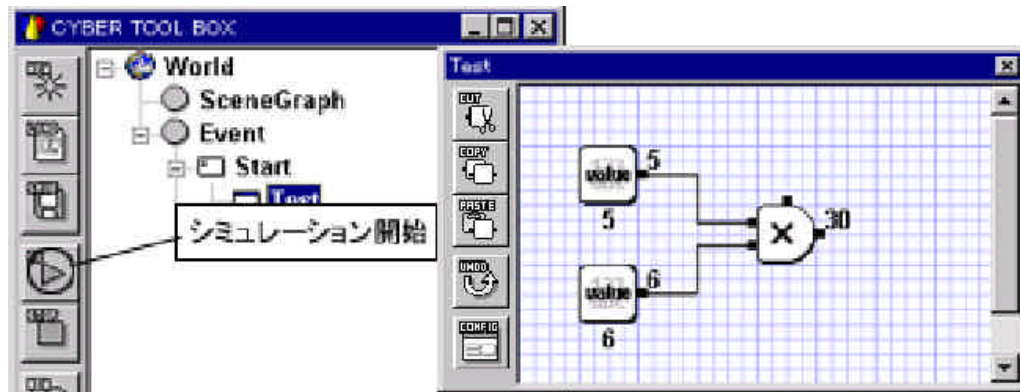 CYBER TOOL BOX
World
SceneGraph
Event
Start
Test
シミュレーション開始
Test
CUT
COPY
PASTE
UNDO
CONFIG
value 5
5
value 6
6
× 30